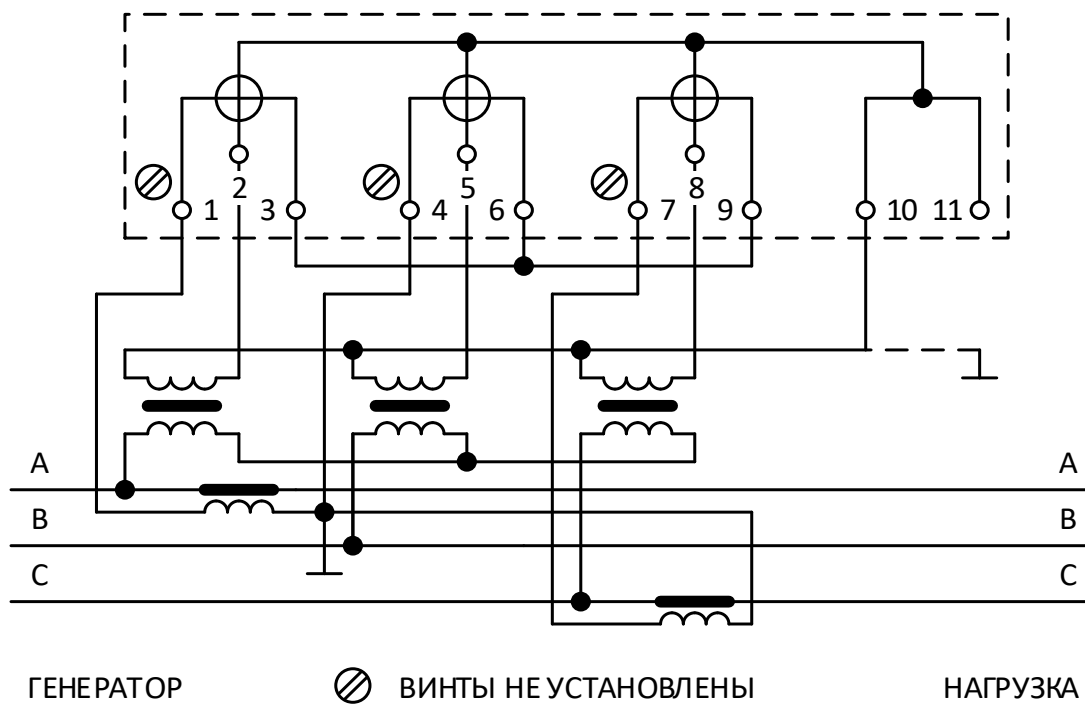 2 5 8
1 3 4 6 7 9 10 11
A A
B B
C C
ГЕНЕРАТОР ВИНТЫ НЕ УСТАНОВЛЕНЫ НАГРУЗКА